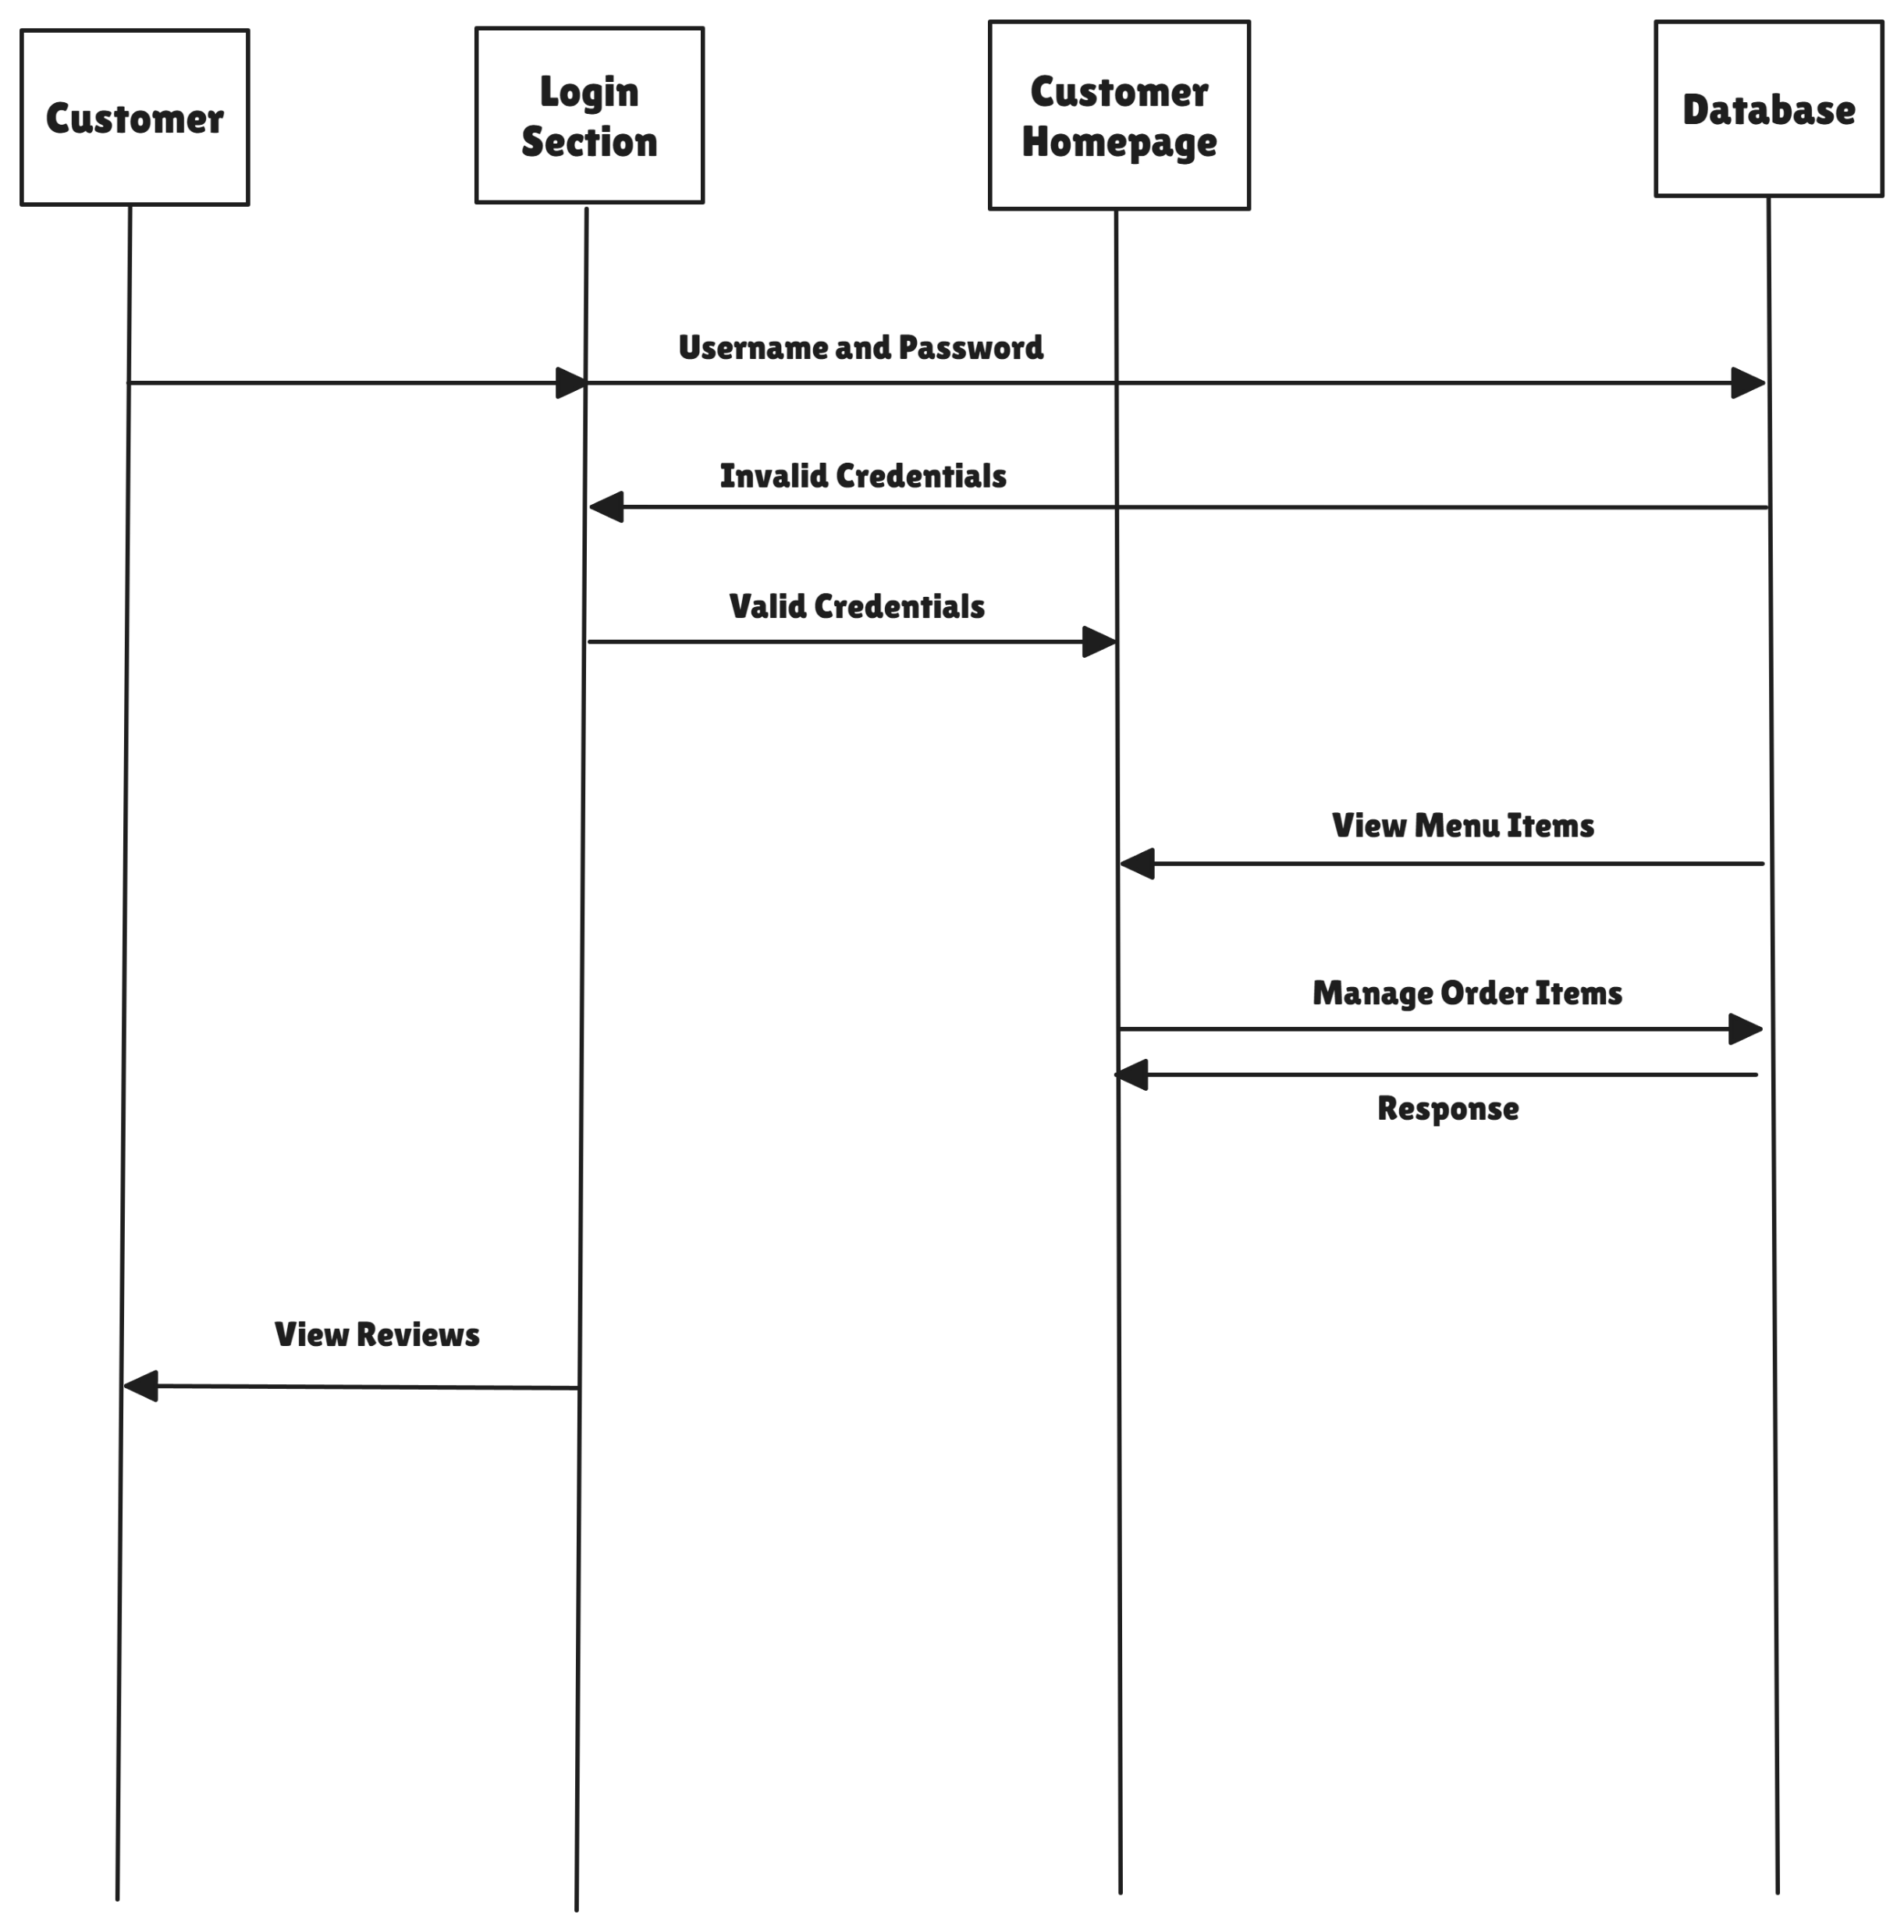 Customer
Login
Section
Customer
Homepage
Database
Username and Password
Invalid Credentials
Valid Credentials
View Menu Items
Manage Order Items
Response
View Reviews